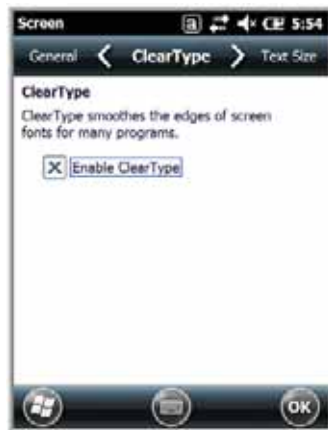 Screen 5:54
General ClearType Text Size
ClearType
ClearType smoothes the edges of screen
fonts for many programs.
Enable ClearType
OK